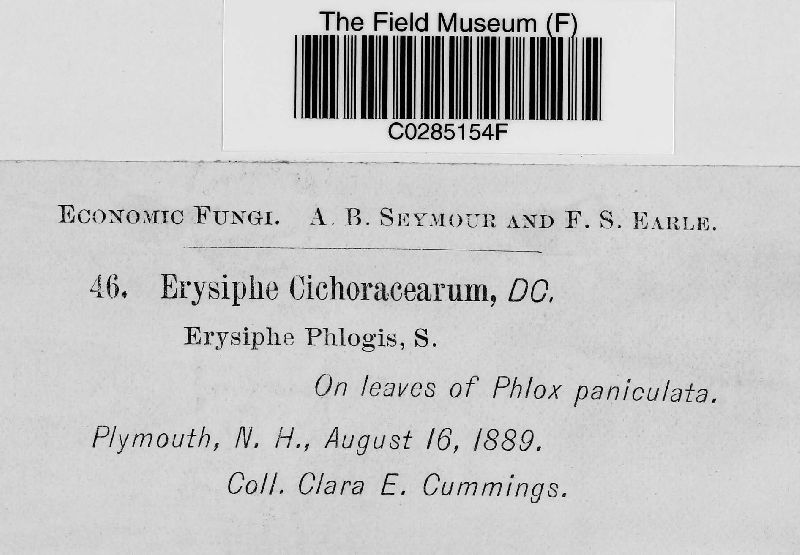 The Field Museum (F)
C0285154F
ECONOMIC FUNGI. A. B. SEYMOUR AND F. S. EARLE.
46. Erysiphe Cichoracearum, DC.
Erysiphe Phlogis, S.
On leaves of Phlox paniculata.
Plymouth, N. H., August 16, 1889.
Coll. Clara E. Cummings.